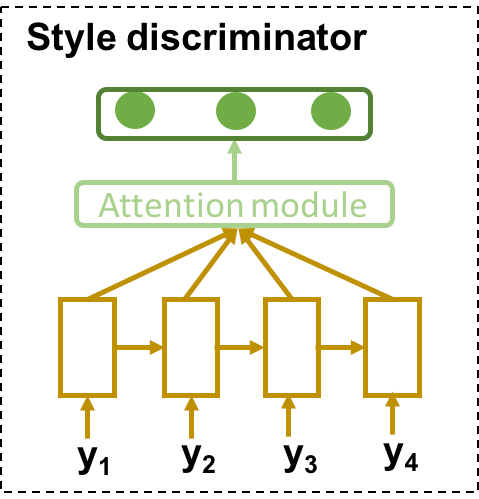 Style discriminator
Attention module
y₁ y₂ y₃ y₄